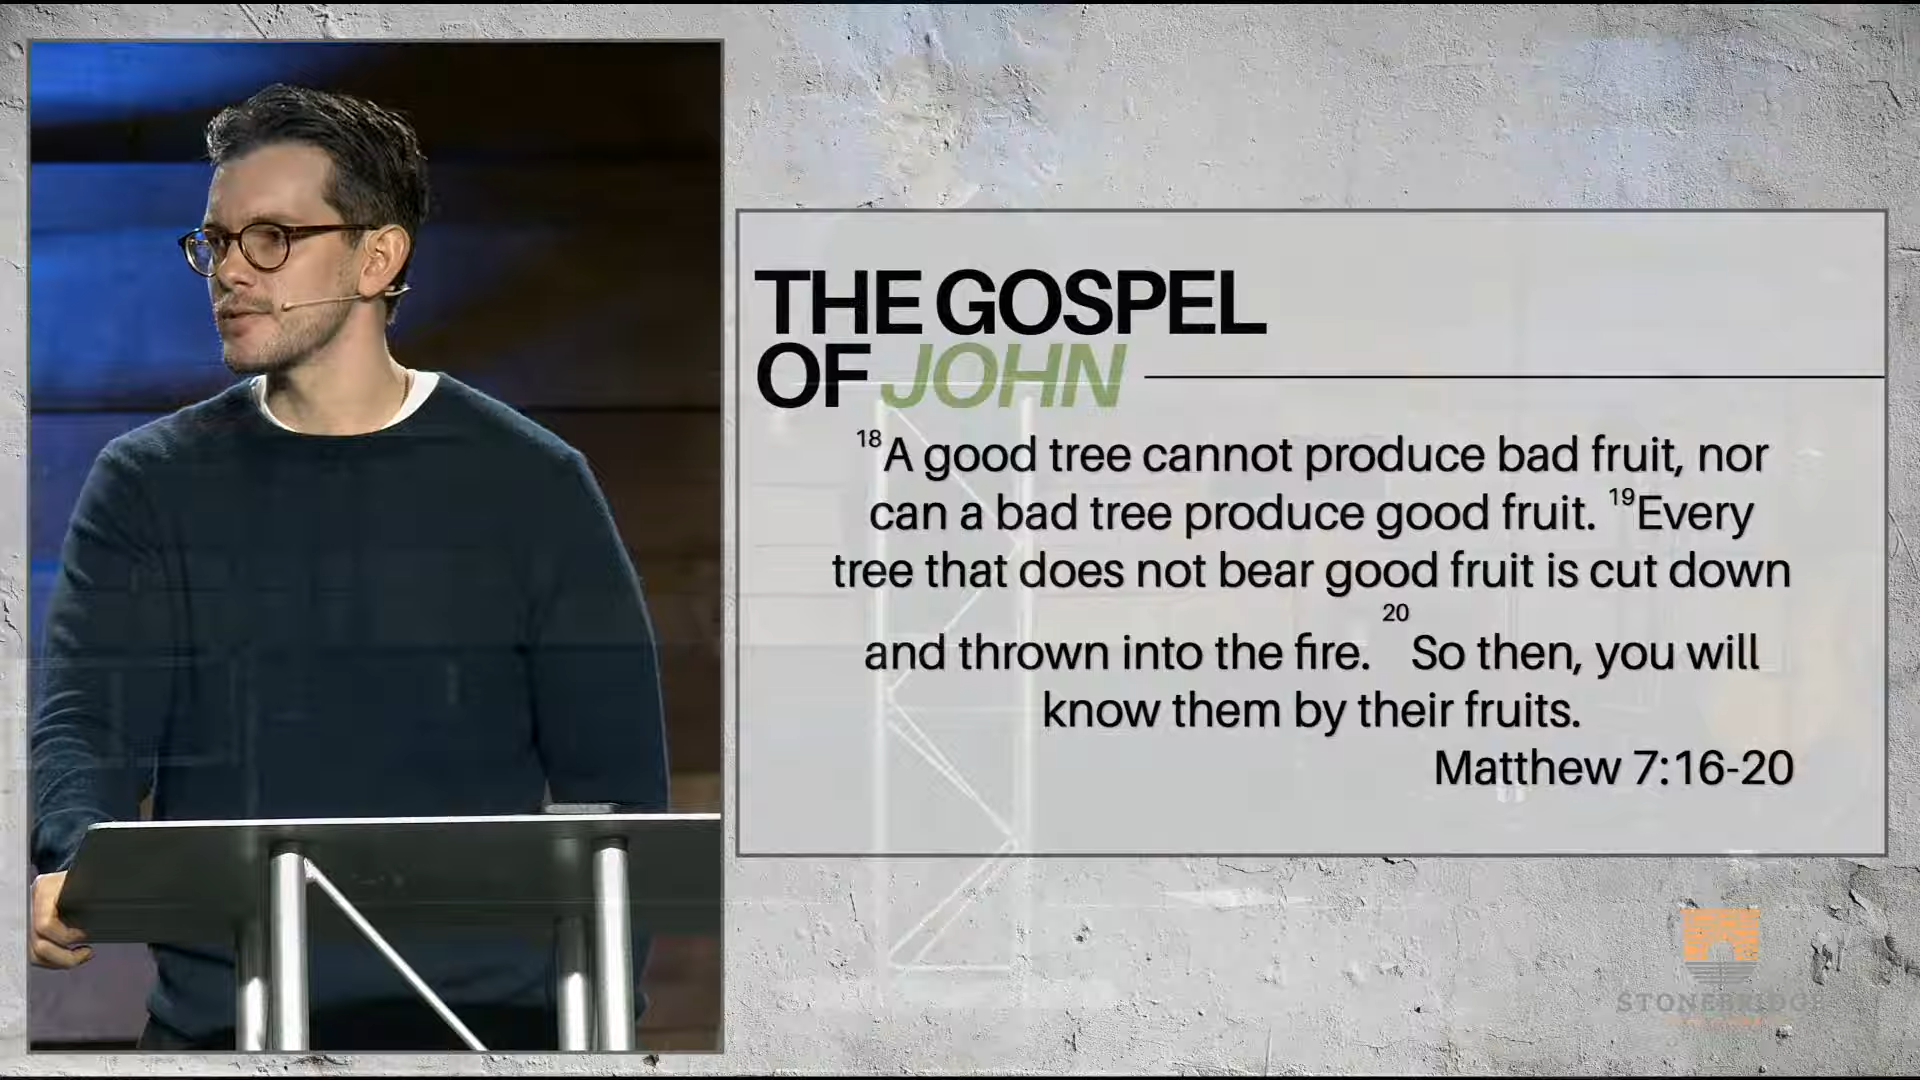 THE GOSPEL
OF JOHN
18A good tree cannot produce bad fruit, nor
can a bad tree produce good fruit. 19Every
tree that does not bear good fruit is cut down
and thrown into the fire. 20 So then, you will
know them by their fruits.
Matthew 7:16-20
STONEBRIDGE